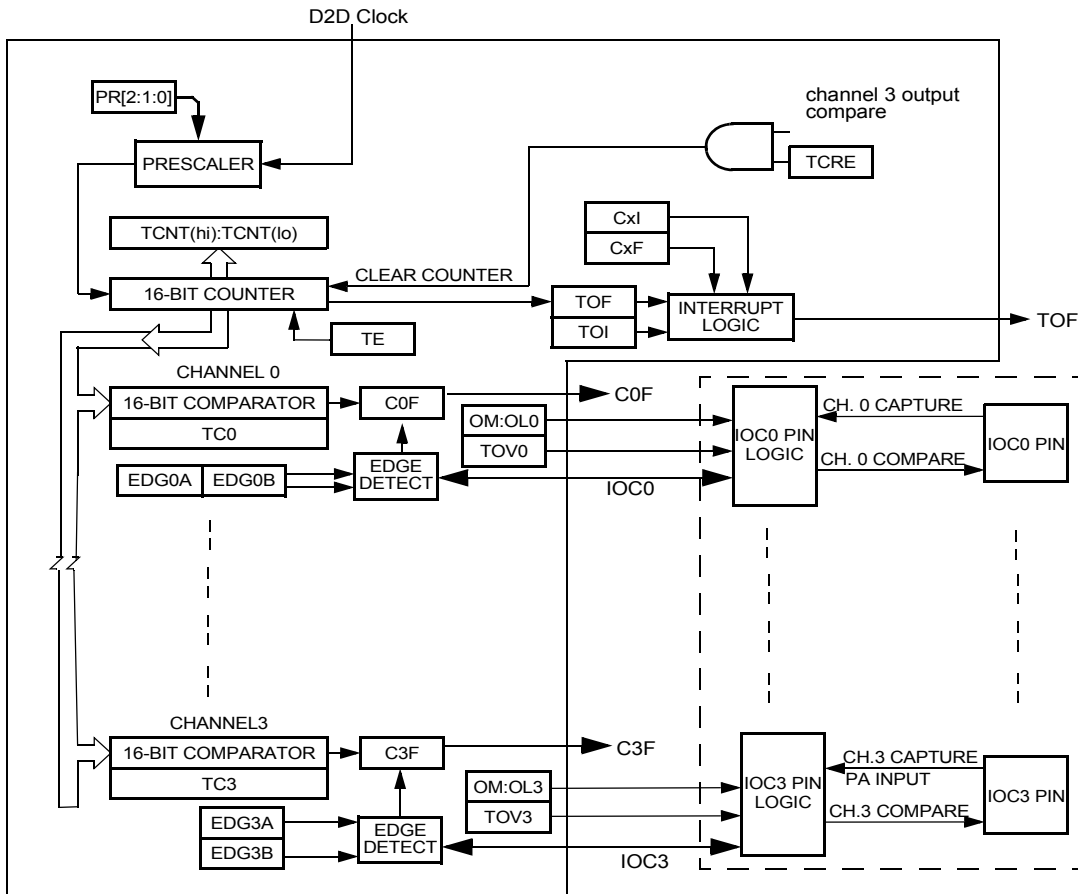 D2D Clock
PR[2:1:0]
channel 3 output
compare
PRESCALER
TCRE
CxI
TCNT(hi):TCNT(lo)
CxF
CLEAR COUNTER
16-BIT COUNTER
TOF
INTERRUPT
LOGIC
TOF
TOI
TE
CHANNEL 0
16-BIT COMPARATOR
C0F
C0F
TC0
OM:OL0
TOV0
IOC0 PIN
LOGIC
CH. 0 CAPTURE
CH. 0 COMPARE
IOC0 PIN
EDG0A
EDG0B
EDGE
DETECT
IOC0
CHANNEL3
16-BIT COMPARATOR
C3F
C3F
TC3
OM:OL3
TOV3
IOC3 PIN
LOGIC
CH.3 CAPTURE
PA INPUT
CH.3 COMPARE
IOC3 PIN
EDG3A
EDG3B
EDGE
DETECT
IOC3